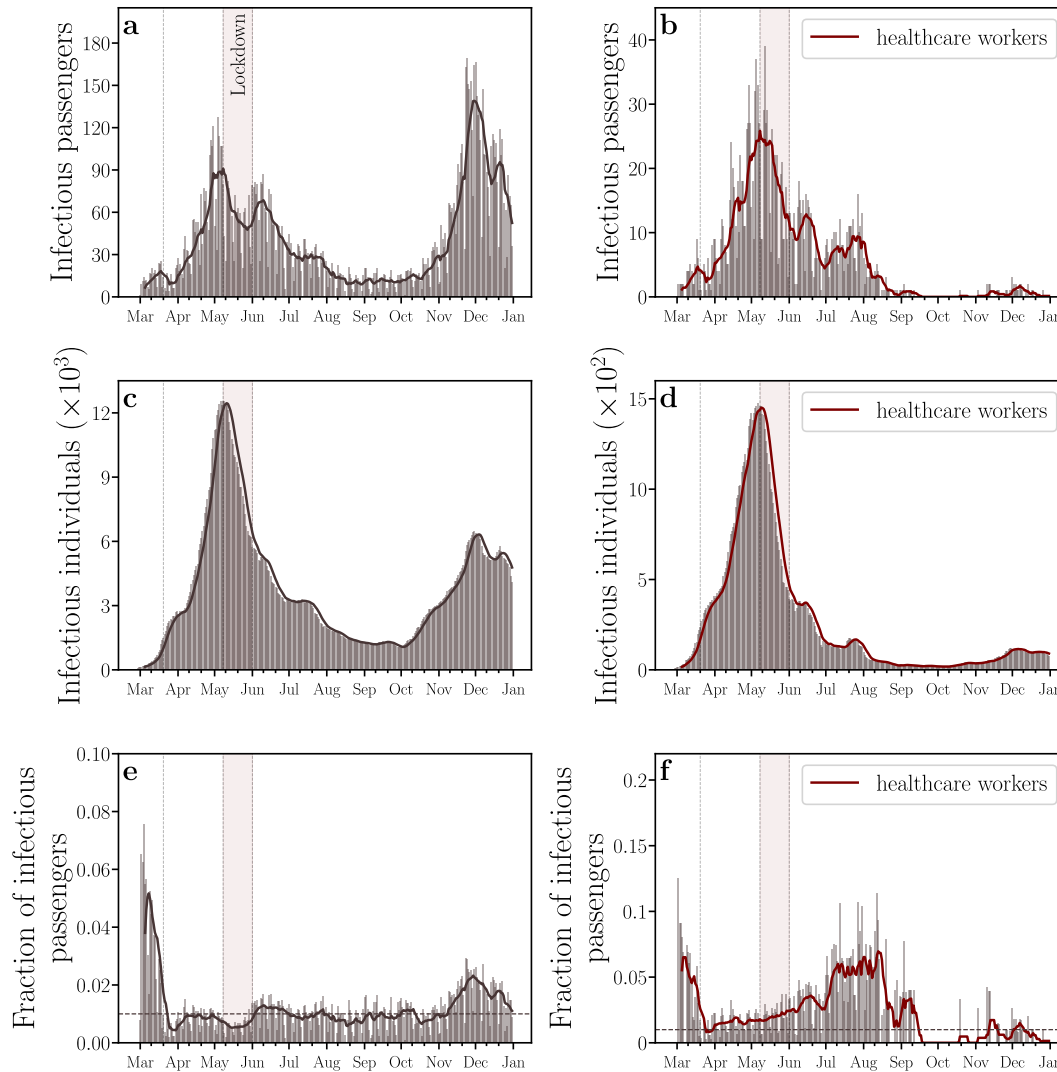 a
Lockdown
Infectious passengers
180
150
120
90
60
30
0
Mar Apr May Jun Jul Aug Sep Oct Nov Dec Jan
b
healthcare workers
Infectious passengers
40
30
20
10
0
Mar Apr May Jun Jul Aug Sep Oct Nov Dec Jan
c
Infectious individuals (×10³)
12
9
6
3
0
Mar Apr May Jun Jul Aug Sep Oct Nov Dec Jan
d
healthcare workers
Infectious individuals (×10²)
15
10
5
0
Mar Apr May Jun Jul Aug Sep Oct Nov Dec Jan
e
Fraction of infectious
passengers
0.10
0.08
0.06
0.04
0.02
0.00
Mar Apr May Jun Jul Aug Sep Oct Nov Dec Jan
f
healthcare workers
Fraction of infectious
passengers
0.2
0.15
0.1
0.05
0
Mar Apr May Jun Jul Aug Sep Oct Nov Dec Jan